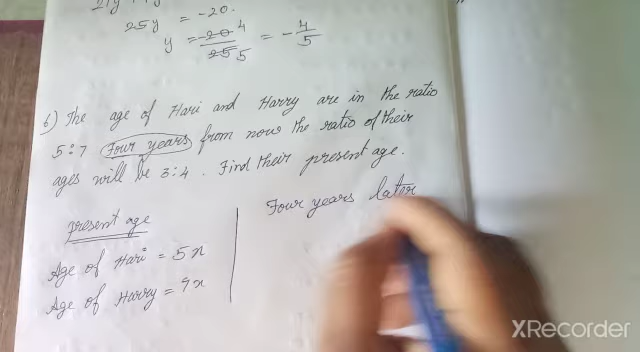 25y = -20.
y = -20 4 / 25 5 = - 4/5
6) The age of Hari and Harry are in the ratio
5:7 Four years from now the ratio of their
ages will be 3:4. Find their present age.
present age
Four years later
Age of Hari = 5x
Age of Harry = 7x
XRecorder